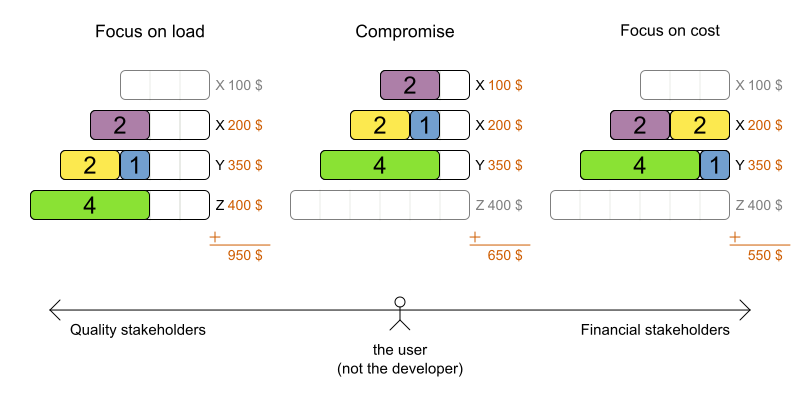 Focus on load
X 100 $
2 X 200 $
2 1 Y 350 $
4 Z 400 $
+
950 $
Compromise
2 X 100 $
2 1 X 200 $
4 Y 350 $
Z 400 $
+
650 $
Focus on cost
X 100 $
2 2 X 200 $
4 1 Y 350 $
Z 400 $
+
550 $
Quality stakeholders
the user
(not the developer)
Financial stakeholders